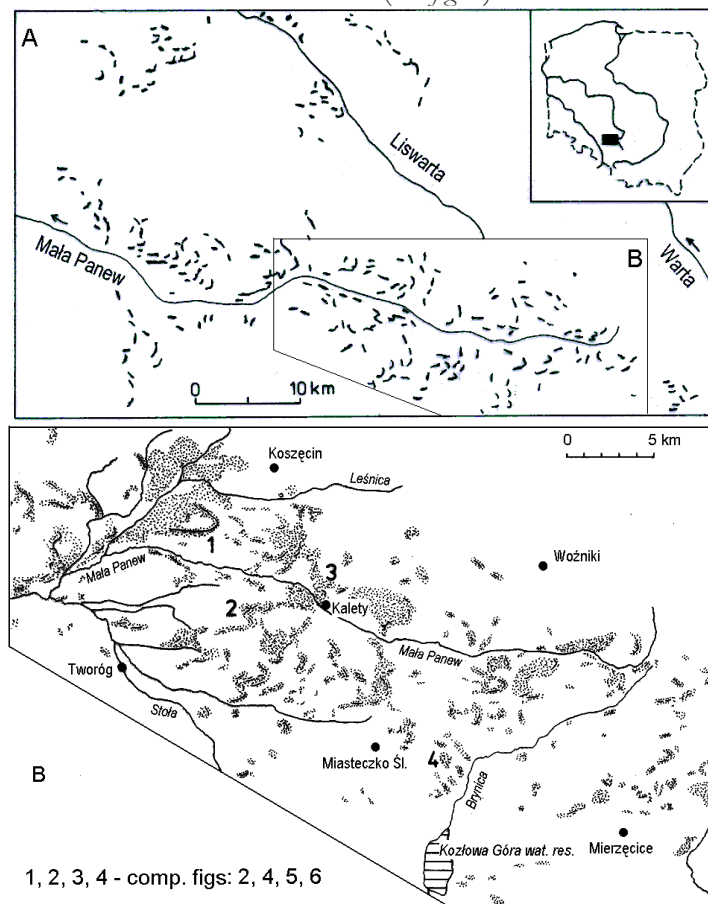 A
Liswarta
Mała Panew
Warta
B
0 10 km
Koszęcin
0 5 km
Leśnica
1
Woźniki
Mała Panew
3
2
Kalety
Mała Panew
Tworóg
Stoła
Miasteczko Śl.
4
B
Brynica
Kozłowa Góra wat. res.
Mierzęcice
1, 2, 3, 4 - comp. figs: 2, 4, 5, 6